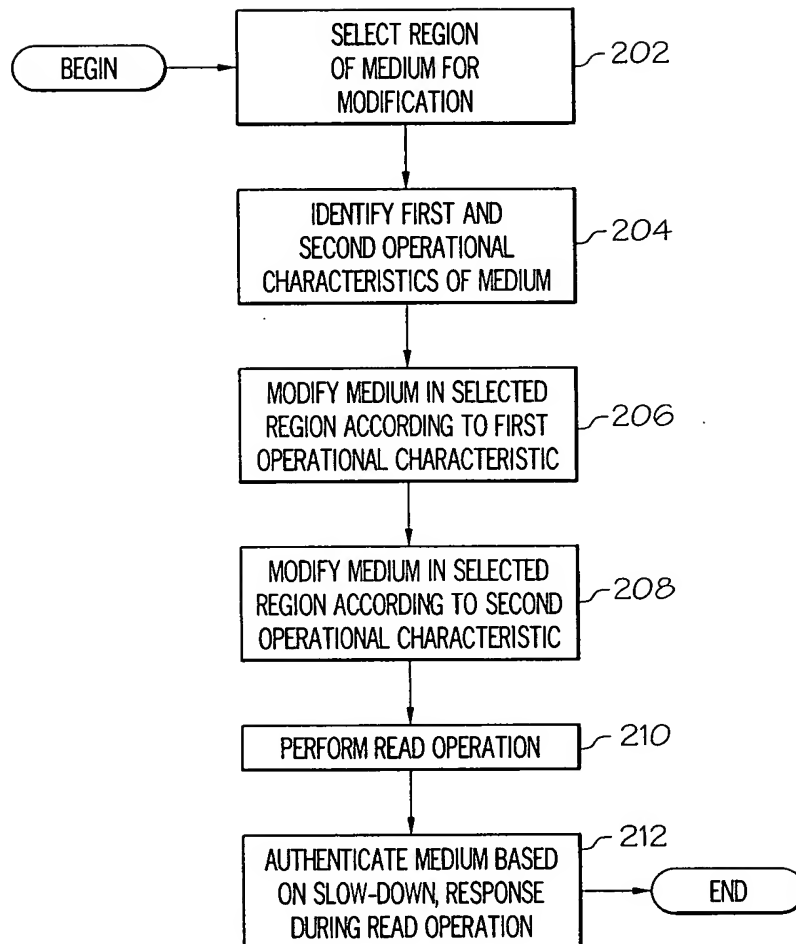 BEGIN
SELECT REGION
OF MEDIUM FOR
MODIFICATION
202
IDENTIFY FIRST AND
SECOND OPERATIONAL
CHARACTERISTICS OF MEDIUM
204
MODIFY MEDIUM IN SELECTED
REGION ACCORDING TO FIRST
OPERATIONAL CHARACTERISTIC
206
MODIFY MEDIUM IN SELECTED
REGION ACCORDING TO SECOND
OPERATIONAL CHARACTERISTIC
208
PERFORM READ OPERATION
210
AUTHENTICATE MEDIUM BASED
ON SLOW-DOWN, RESPONSE
DURING READ OPERATION
212
END